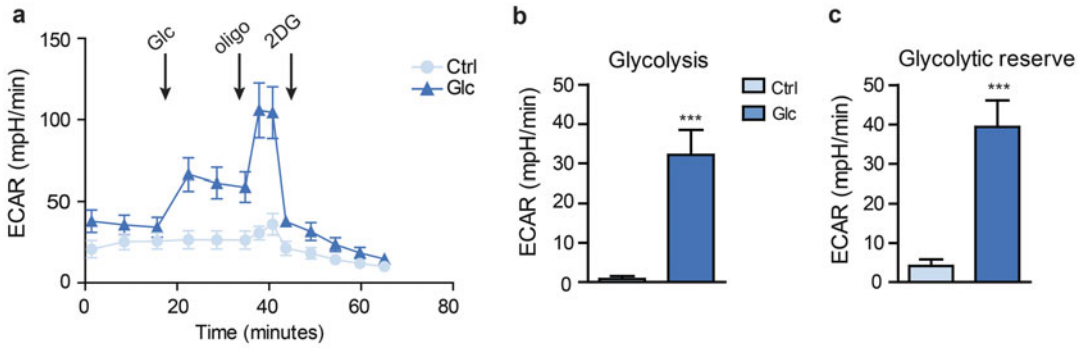 a
ECAR (mpH/min)
150
100
50
0
Glc
oligo
2DG
Ctrl
Glc
0
20
40
60
80
Time (minutes)
b
Glycolysis
ECAR (mpH/min)
50
40
30
20
10
0
***
Ctrl
Glc
c
Glycolytic reserve
ECAR (mpH/min)
50
40
30
20
10
0
***